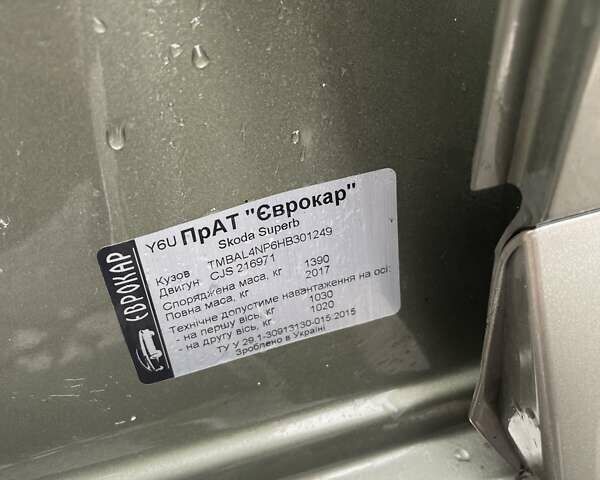 ЄВРОКАР
Y6U ПрАТ "Єврокар"
Skoda Superb
Кузов TMBAL4NP6HB301249
Двигун CJS 216971
Споряджена маса, кг 1390
Повна маса, кг 2017
Технічне допустиме навантаження на осі:
- на першу вісь, кг 1030
- на другу вісь, кг 1020
ТУ У 29.1-30913130-015:2015
Зроблено в Україні